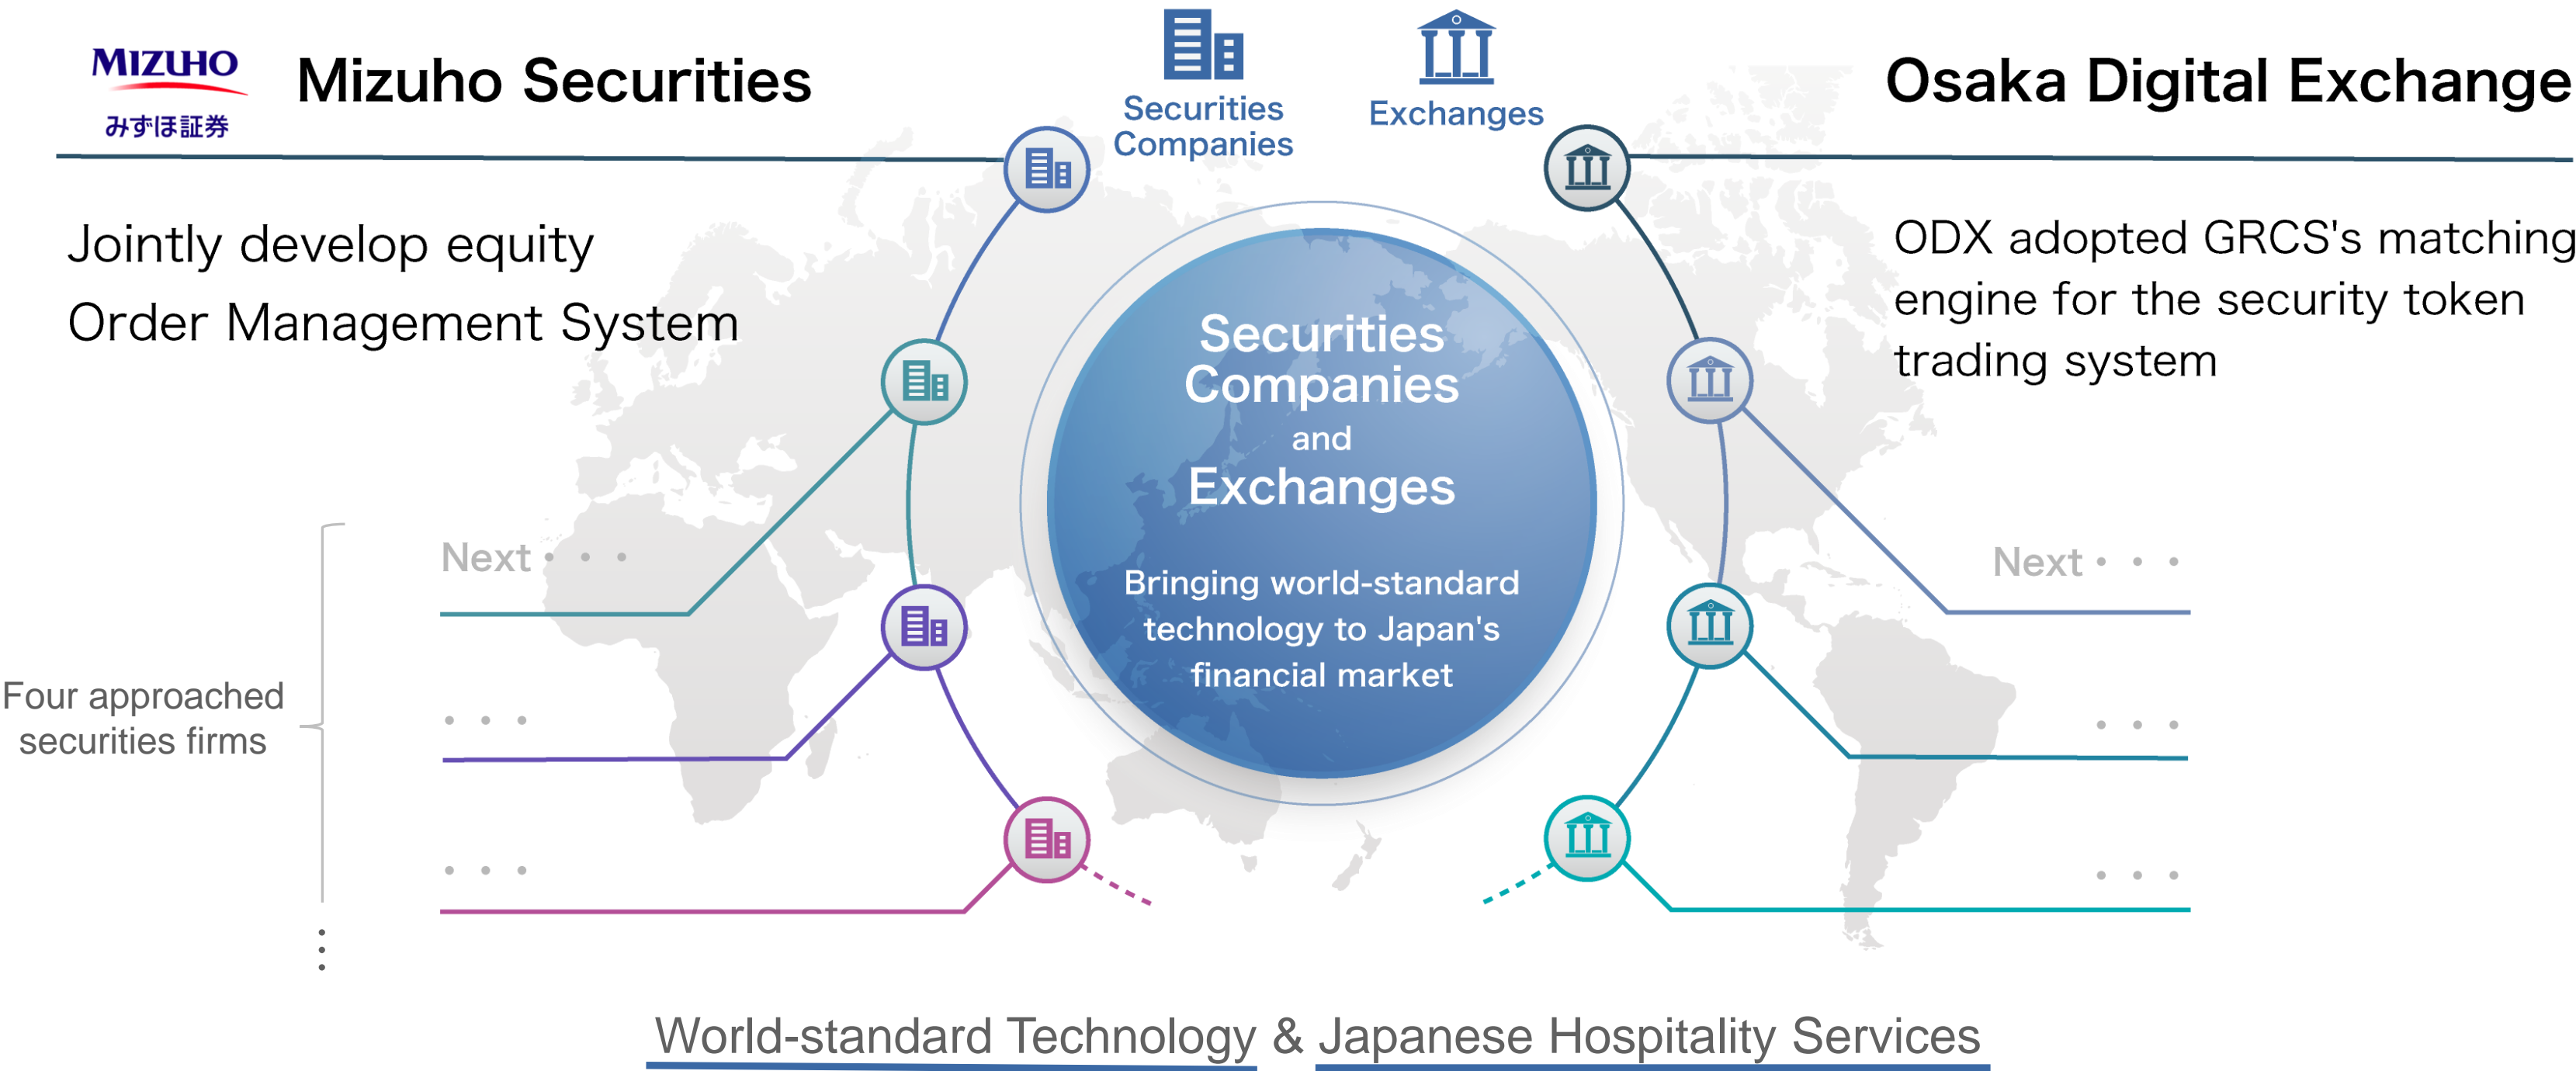 MIZUHO
みずほ証券
Mizuho Securities
Securities
Companies
Exchanges
Osaka Digital Exchange
Jointly develop equity
Order Management System
ODX adopted GRCS's matching
engine for the security token
trading system
Securities
Companies
and
Exchanges
Bringing world-standard
technology to Japan's
financial market
Next・・・
Next・・・
Four approached
securities firms
・・・
・・・
・・・
・・・
World-standard Technology & Japanese Hospitality Services